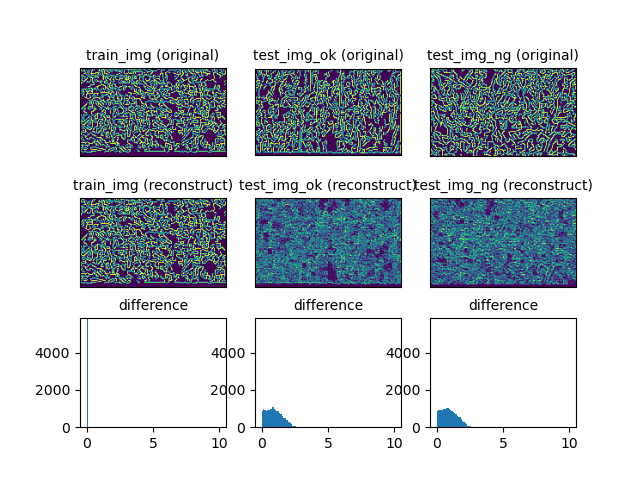 train_img (original) test_img_ok (original) test_img_ng (original)
train_img (reconstruct) test_img_ok (reconstruct) test_img_ng (reconstruct)
difference difference difference
4000 4000 4000
2000 2000 2000
0 0 0
0 5 10 0 5 10 0 5 10